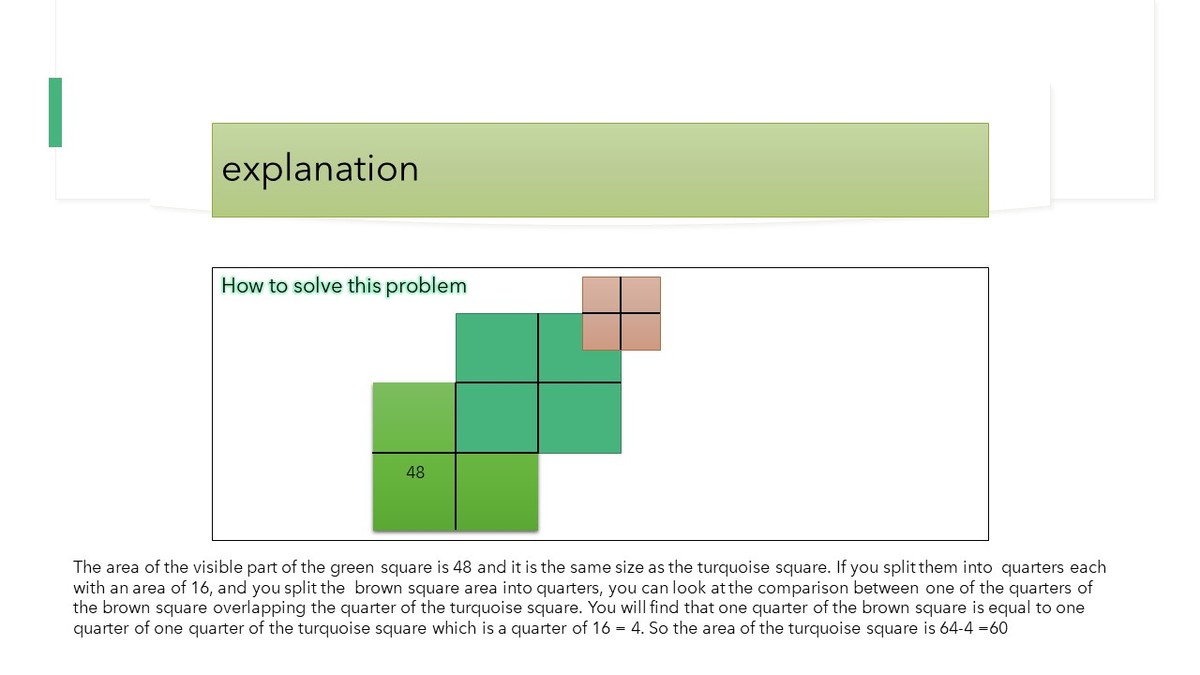 explanation
How to solve this problem
48
The area of the visible part of the green square is 48 and it is the same size as the turquoise square. If you split them into quarters each
with an area of 16, and you split the brown square area into quarters, you can look at the comparison between one of the quarters of
the brown square overlapping the quarter of the turquoise square. You will find that one quarter of the brown square is equal to one
quarter of one quarter of the turquoise square which is a quarter of 16 = 4. So the area of the turquoise square is 64-4 =60